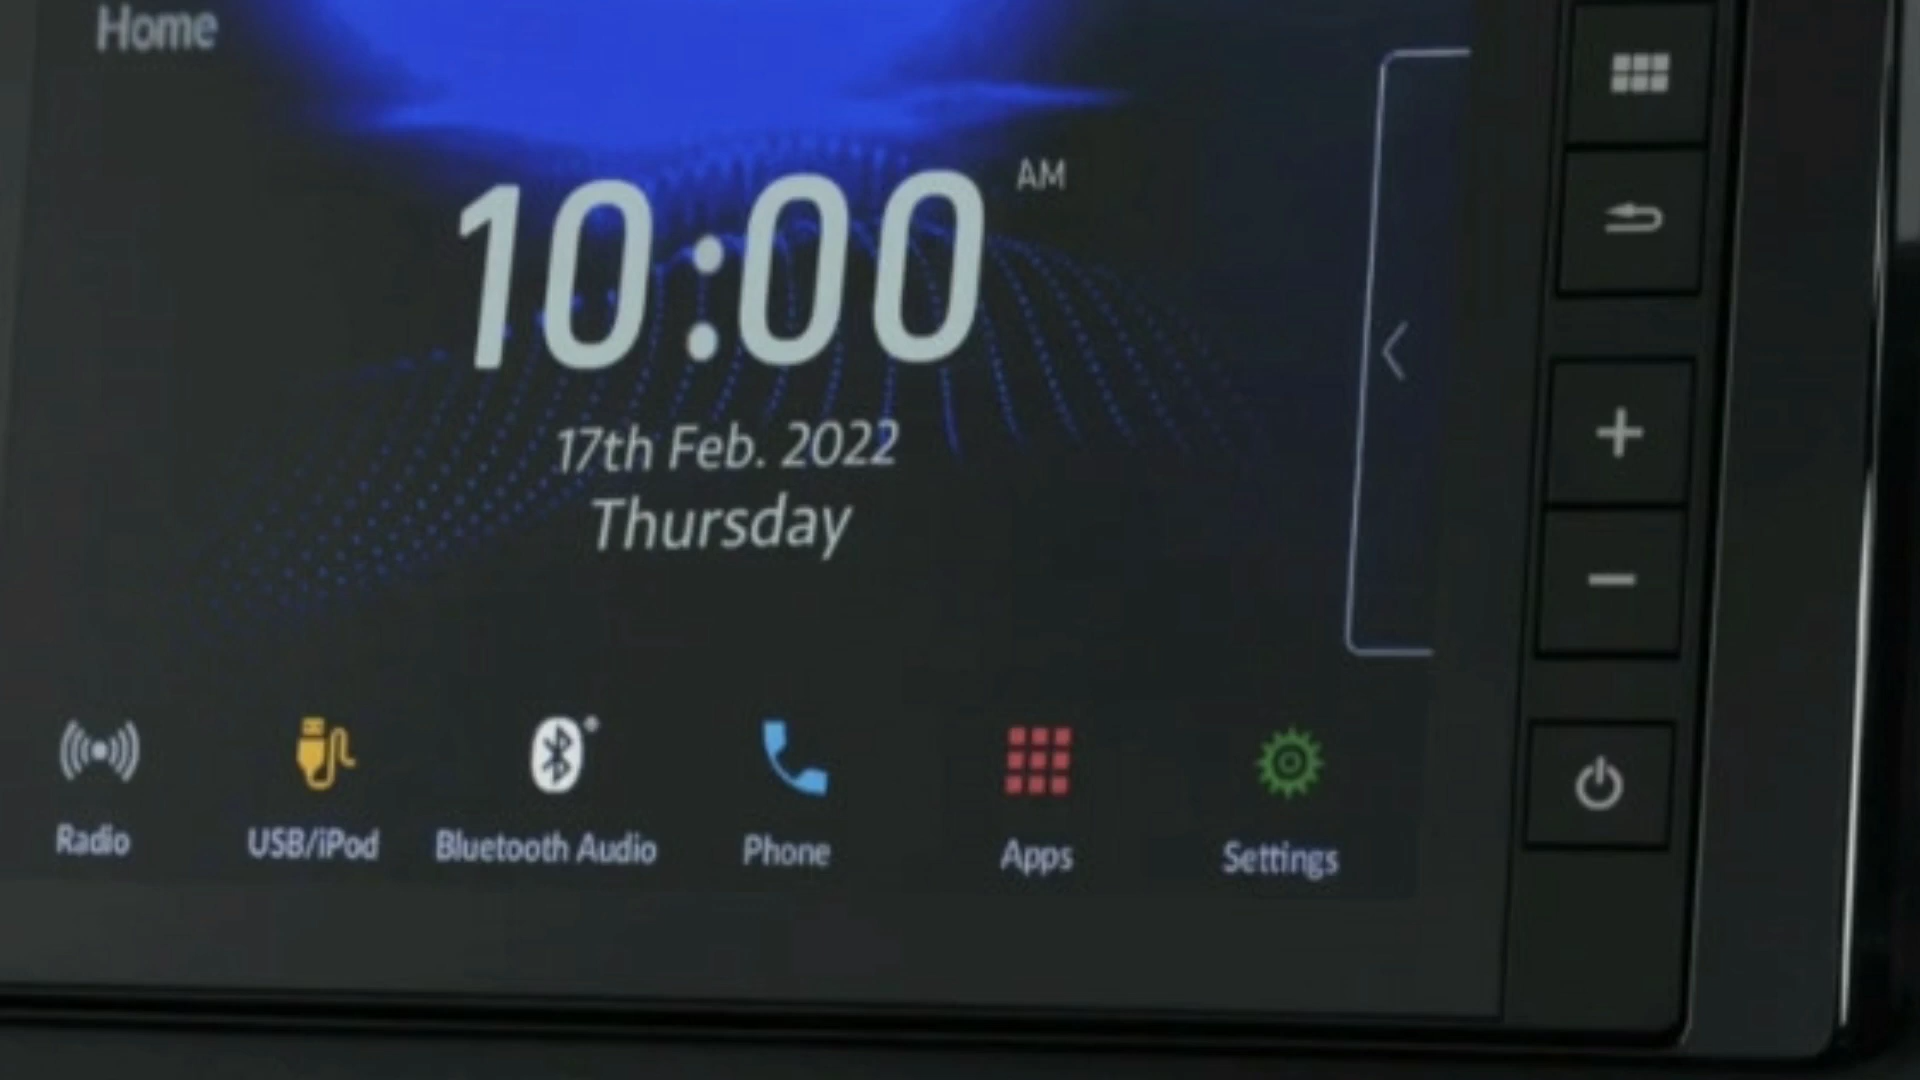 Home
10:00 AM
17th Feb. 2022
Thursday
Radio USB/iPod Bluetooth Audio Phone Apps Settings